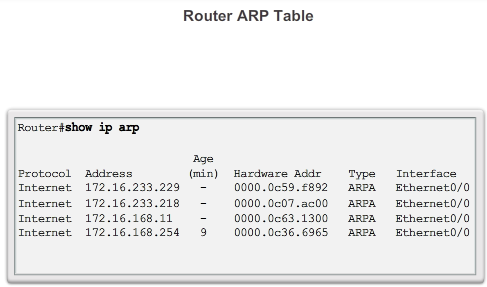 Router ARP Table
Router#show ip arp
Age
Protocol Address (min) Hardware Addr Type Interface
Internet 172.16.233.229 - 0000.0c59.f892 ARPA Ethernet0/0
Internet 172.16.233.218 - 0000.0c07.ac00 ARPA Ethernet0/0
Internet 172.16.168.11 - 0000.0c63.1300 ARPA Ethernet0/0
Internet 172.16.168.254 9 0000.0c36.6965 ARPA Ethernet0/0